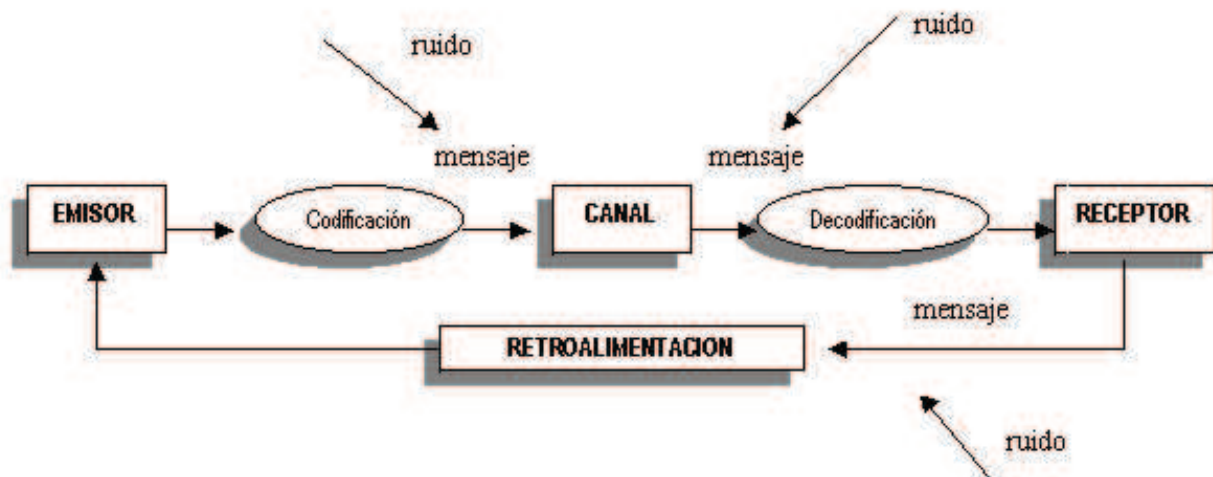 ruido
ruido
mensaje
mensaje
EMISOR
Codificación
CANAL
Decodificación
RECEPTOR
mensaje
RETROALIMENTACION
ruido